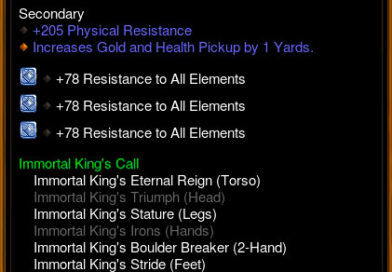 Secondary
+205 Physical Resistance
Increases Gold and Health Pickup by 1 Yards.
+78 Resistance to All Elements
+78 Resistance to All Elements
+78 Resistance to All Elements
Immortal King's Call
Immortal King's Eternal Reign (Torso)
Immortal King's Triumph (Head)
Immortal King's Stature (Legs)
Immortal King's Irons (Hands)
Immortal King's Boulder Breaker (2-Hand)
Immortal King's Stride (Feet)